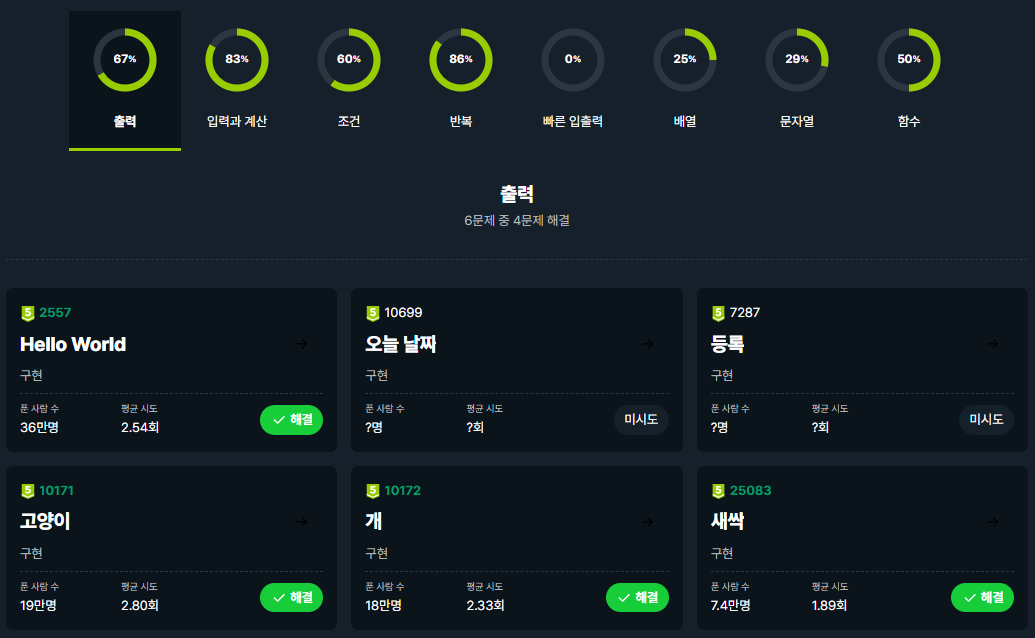 67% 83% 60% 86% 0% 25% 29% 50%
출력 입력과 계산 조건 반복 빠른 입출력 배열 문자열 함수
출력
6문제 중 4문제 해결
5 2557
Hello World →
구현
푼 사람 수 평균 시도
36만명 2.54회 ✓ 해결
5 10699
오늘 날짜 →
구현
푼 사람 수 평균 시도
?명 ?회 미시도
5 7287
등록 →
구현
푼 사람 수 평균 시도
?명 ?회 미시도
5 10171
고양이 →
구현
푼 사람 수 평균 시도
19만명 2.80회 ✓ 해결
5 10172
개 →
구현
푼 사람 수 평균 시도
18만명 2.33회 ✓ 해결
5 25083
새싹 →
구현
푼 사람 수 평균 시도
7.4만명 1.89회 ✓ 해결